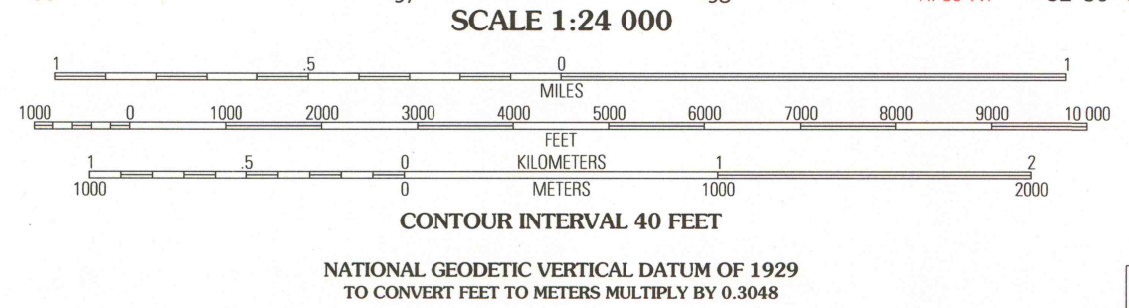 SCALE 1:24 000
1 .5 0 1
MILES
1000 0 1000 2000 3000 4000 5000 6000 7000 8000 9000 10 000
FEET
1 .5 0 KILOMETERS 1 2
1000 0 METERS 1000 2000
CONTOUR INTERVAL 40 FEET
NATIONAL GEODETIC VERTICAL DATUM OF 1929
TO CONVERT FEET TO METERS MULTIPLY BY 0.3048